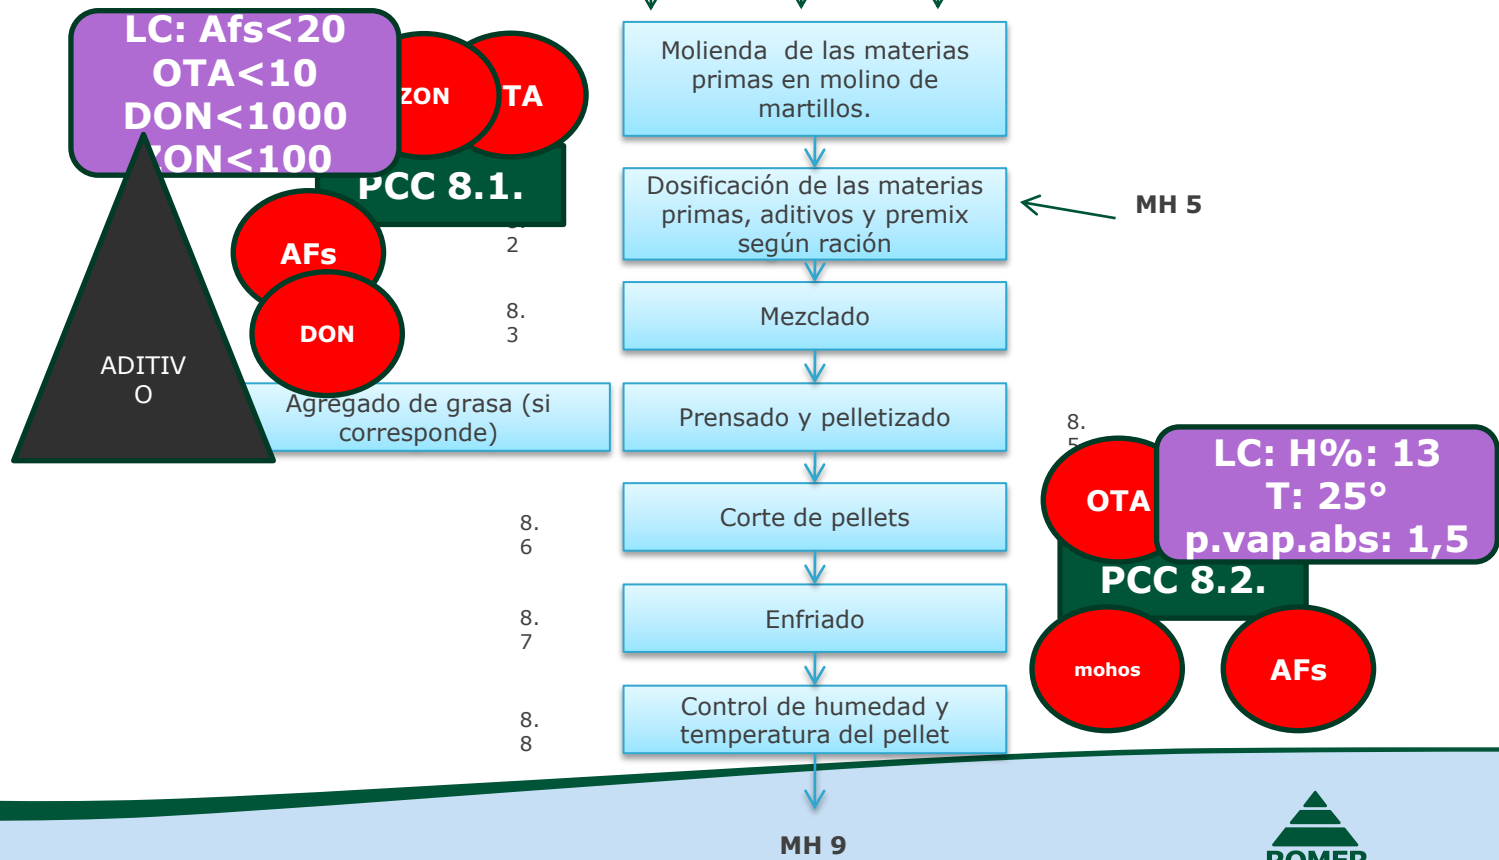 LC: Afs<20
OTA<10
DON<1000
ZON<100
ZON
TA
PCC 8.1.
AFs
DON
ADITIV
O
2
8.
3
Agregado de grasa (si
corresponde)
8.
6
8.
7
8.
8
Molienda de las materias
primas en molino de
martillos.
Dosificación de las materias
primas, aditivos y premix
según ración
MH 5
Mezclado
Prensado y pelletizado
Corte de pellets
Enfriado
Control de humedad y
temperatura del pellet
MH 9
8.
5
OTA
LC: H%: 13
T: 25°
p.vap.abs: 1,5
PCC 8.2.
mohos
AFs
ROMER